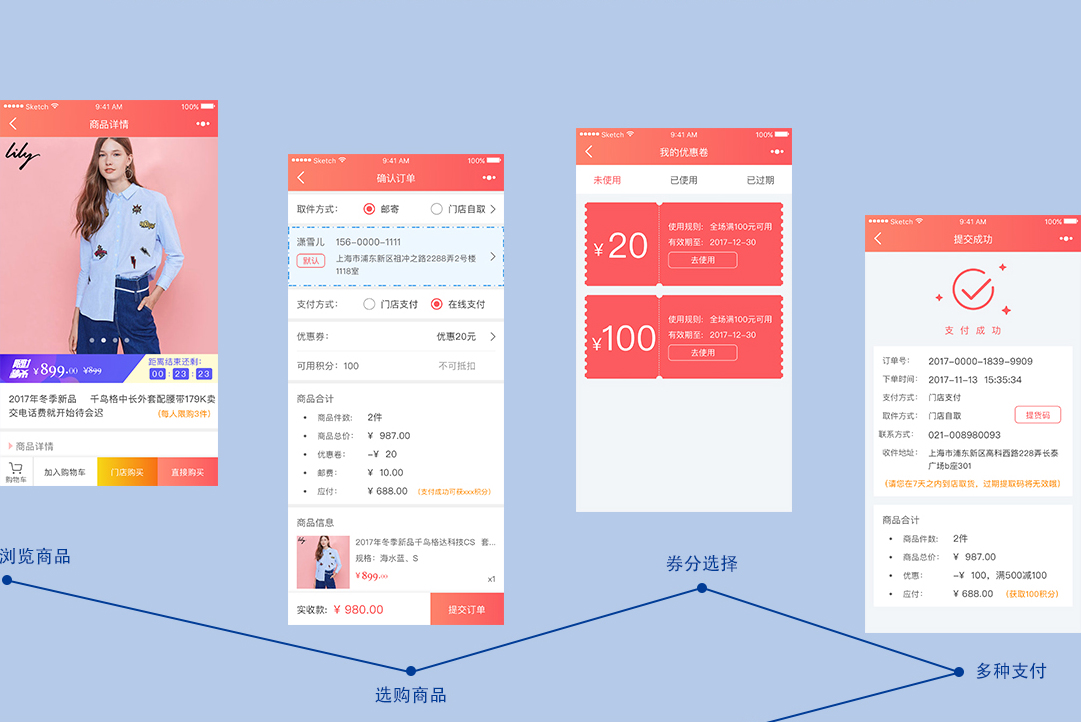 Sketch 9:41 AM 100%
商品详情
lily
限时秒杀 ¥899.00 ¥899
距离结束还剩:
00 : 23 : 23
2017年冬季新品 千鸟格中长外套配腰带179K卖
交电话费就开始待会迟 (每人限购3件)
商品详情
购物车 加入购物车 门店购买 直接购买
浏览商品
Sketch 9:41 AM 100%
确认订单
取件方式: 邮寄 门店自取
潇雪儿 156-0000-1111
默认 上海市浦东新区祖冲之路2288弄2号楼
1118室
支付方式: 门店支付 在线支付
优惠券: 优惠20元
可用积分: 100 不可抵扣
商品合计
• 商品件数: 2件
• 商品总价: ¥ 987.00
• 优惠卷: -¥ 20
• 邮费: ¥ 10.00
• 应付: ¥ 688.00 (支付成功可获xxx积分)
商品信息
lily
2017年冬季新品千鸟格达科技CS 套...
规格: 海水蓝、S
¥899.00 x1
实收款: ¥ 980.00 提交订单
选购商品
Sketch 9:41 AM 100%
我的优惠卷
未使用 已使用 已过期
¥20
使用规则: 全场满100元可用
有效期至: 2017-12-30
去使用
¥100
使用规则: 全场满100元可用
有效期至: 2017-12-30
去使用
券分选择
Sketch 9:41 AM 100%
提交成功
支付成功
订单号: 2017-0000-1839-9909
下单时间: 2017-11-13 15:35:34
支付方式: 门店支付
取件方式: 门店自取 提货码
联系方式: 021-008980093
收件地址: 上海市浦东新区高科西路228弄长泰
广场b座301
(请您在7天之内到店取货，过期提取码将无效哦)
商品合计
• 商品件数: 2件
• 商品总价: ¥ 987.00
• 优惠: -¥ 100，满500减100
• 应付: ¥ 688.00 (获取100积分)
多种支付